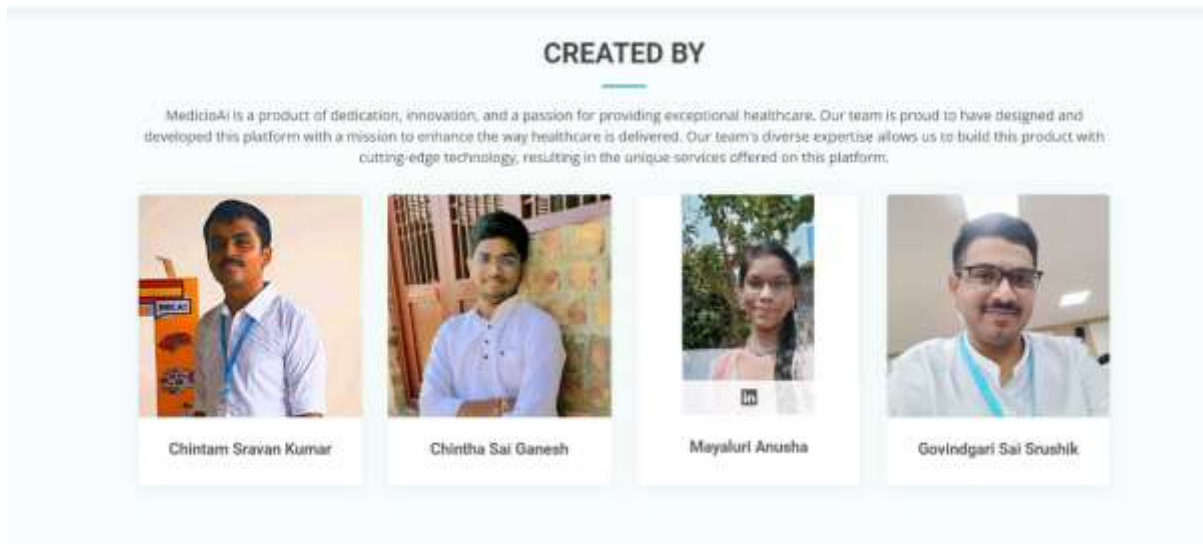 CREATED BY
MedicioAi is a product of dedication, innovation, and a passion for providing exceptional healthcare. Our team is proud to have designed and
developed this platform with a mission to enhance the way healthcare is delivered. Our team's diverse expertise allows us to build this product with
cutting-edge technology, resulting in the unique services offered on this platform.
in
Chintam Sravan Kumar
Chintha Sai Ganesh
Mayaluri Anusha
Govindgari Sai Srushik